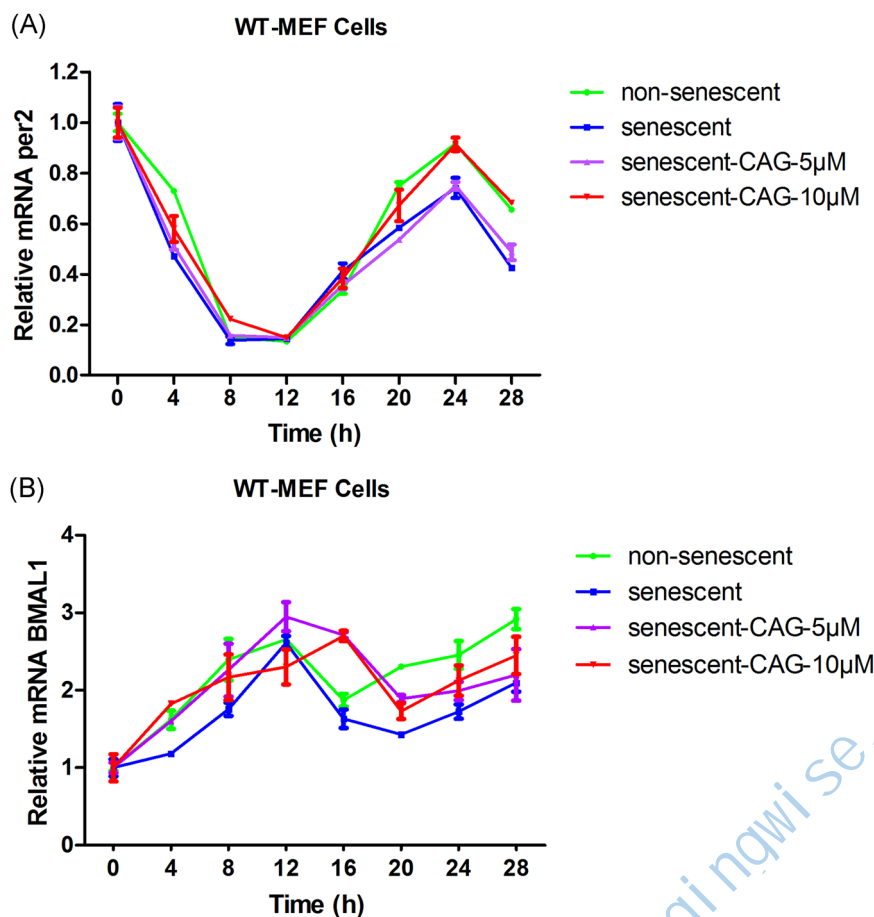 (A)
WT-MEF Cells
Relative mRNA per2
1.2
1.0
0.8
0.6
0.4
0.2
0.0
0 4 8 12 16 20 24 28
Time (h)
non-senescent
senescent
senescent-CAG-5μM
senescent-CAG-10μM
(B)
WT-MEF Cells
Relative mRNA BMAL1
4
3
2
1
0
0 4 8 12 16 20 24 28
Time (h)
non-senescent
senescent
senescent-CAG-5μM
senescent-CAG-10μM